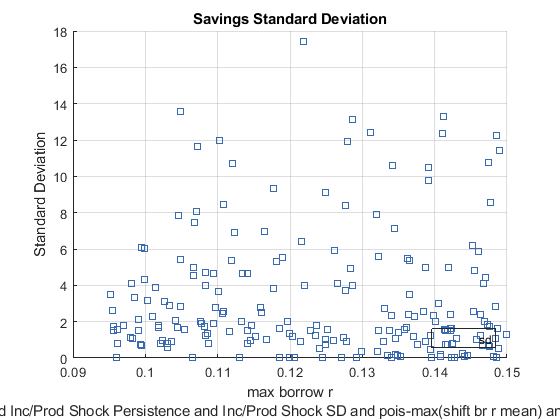 Savings Standard Deviation
18
16
14
12
10
8
6
4
2
0
Standard Deviation
sd
0.09 0.1 0.11 0.12 0.13 0.14 0.15
max borrow r
d Inc/Prod Shock Persistence and Inc/Prod Shock SD and pois-max(shift br r mean) an